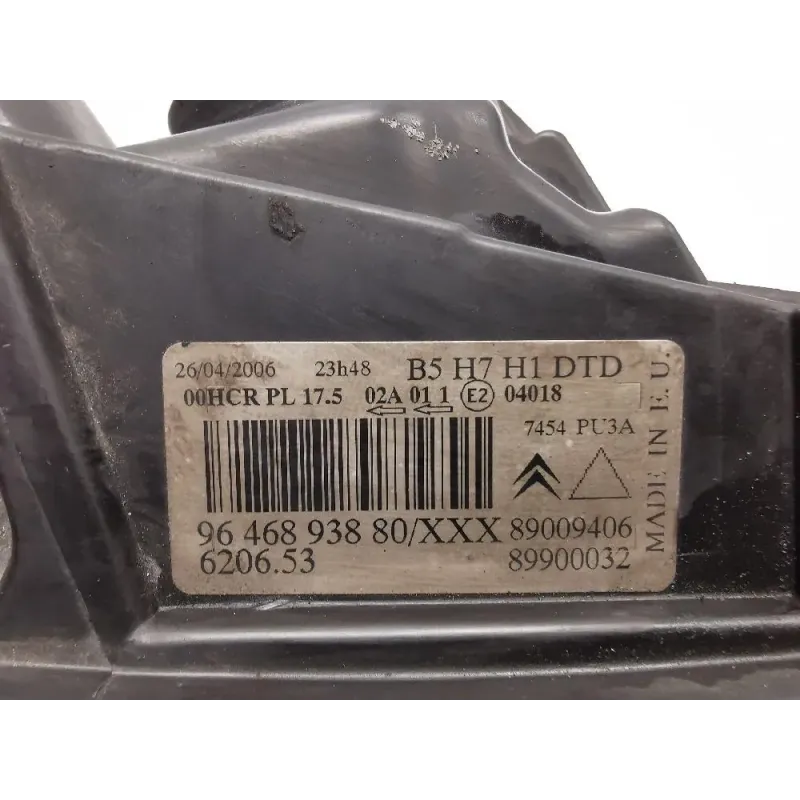 26/04/2006 23h48 B5 H7 H1 DTD
00HCR PL 17.5 02A 01 1 E2 04018
7454 PU3A
96 468 938 80/XXX 89009406
6206.53 89900032
MADE IN E.U.